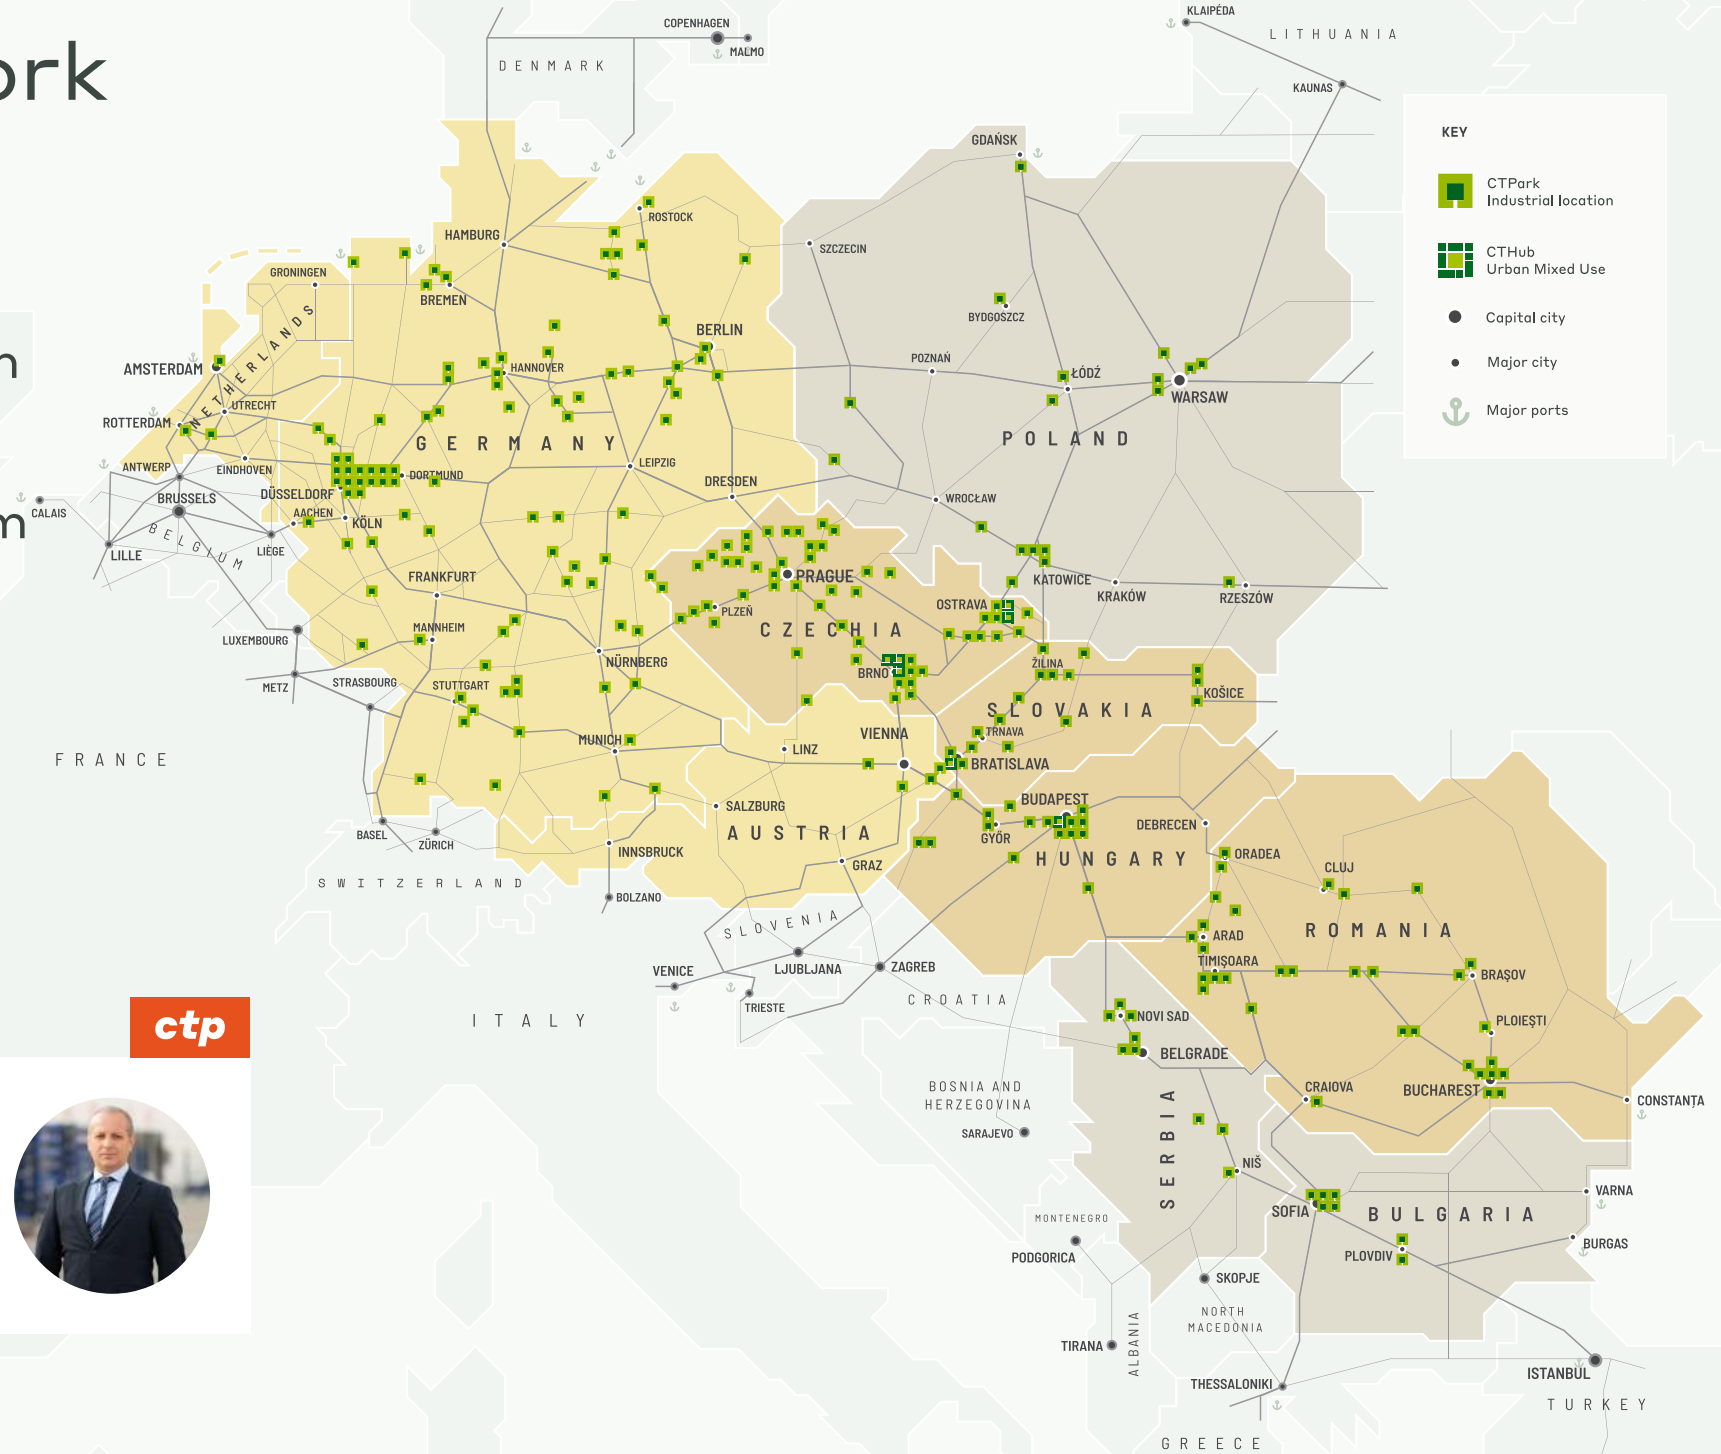 ork
n
m
KEY
CTPark
Industrial location
CTHub
Urban Mixed Use
Capital city
Major city
Major ports
COPENHAGEN
MALMO
DENMARK
KLAIPÉDA
LITHUANIA
KAUNAS
GDAŃSK
ROSTOCK
HAMBURG
SZCZECIN
GRONINGEN
BREMEN
BYDGOSZCZ
BERLIN
NETHERLANDS
AMSTERDAM
HANNOVER
POZNAŃ
ŁÓDŹ
WARSAW
UTRECHT
ROTTERDAM
GERMANY
POLAND
ANTWERP
EINDHOVEN
DORTMUND
LEIPZIG
DRESDEN
BRUSSELS
DÜSSELDORF
WROCŁAW
CALAIS
AACHEN
KÖLN
BELGIUM
LILLE
LIÈGE
FRANKFURT
PRAGUE
KATOWICE
KRAKÓW
RZESZÓW
OSTRAVA
PLZEŇ
MANNHEIM
CZECHIA
LUXEMBOURG
NÜRNBERG
ŽILINA
BRNO
METZ
STRASBOURG
STUTTGART
KOŠICE
SLOVAKIA
VIENNA
TRNAVA
MUNICH
LINZ
FRANCE
BRATISLAVA
BUDAPEST
SALZBURG
DEBRECEN
BASEL
ZÜRICH
AUSTRIA
GYÖR
INNSBRUCK
HUNGARY
ORADEA
GRAZ
CLUJ
SWITZERLAND
BOLZANO
SLOVENIA
ROMANIA
ARAD
TIMIŞOARA
VENICE
LJUBLJANA
ZAGREB
BRAŞOV
TRIESTE
CROATIA
NOVI SAD
ITALY
PLOIEŞTI
ctp
BELGRADE
BOSNIA AND
HERZEGOVINA
CRAIOVA
BUCHAREST
CONSTANȚA
SARAJEVO
SERBIA
NIŠ
VARNA
SOFIA
BULGARIA
MONTENEGRO
PODGORICA
PLOVDIV
BURGAS
SKOPJE
NORTH
MACEDONIA
TIRANA
ALBANIA
ISTANBUL
THESSALONIKI
TURKEY
GREECE